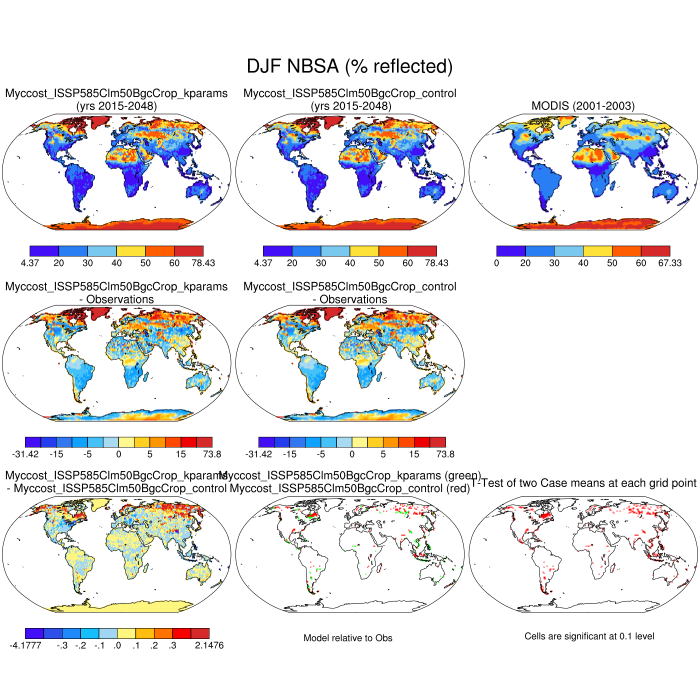 DJF NBSA (% reflected)
Myccost_ISSP585Clm50BgcCrop_kparams
(yrs 2015-2048)
Myccost_ISSP585Clm50BgcCrop_control
(yrs 2015-2048)
MODIS (2001-2003)
4.37 20 30 40 50 60 78.43
4.37 20 30 40 50 60 78.43
0 20 30 40 50 60 67.33
Myccost_ISSP585Clm50BgcCrop_kparams
- Observations
Myccost_ISSP585Clm50BgcCrop_control
- Observations
-31.42 -15 -5 0 5 15 73.8
-31.42 -15 -5 0 5 15 73.8
Myccost_ISSP585Clm50BgcCrop_kparams
- Myccost_ISSP585Clm50BgcCrop_control
Myccost_ISSP585Clm50BgcCrop_kparams (green)
Myccost_ISSP585Clm50BgcCrop_control (red)
T-Test of two Case means at each grid point
-4.1777 -.3 -.2 -.1 .0 .1 .2 .3 2.1476
Model relative to Obs
Cells are significant at 0.1 level